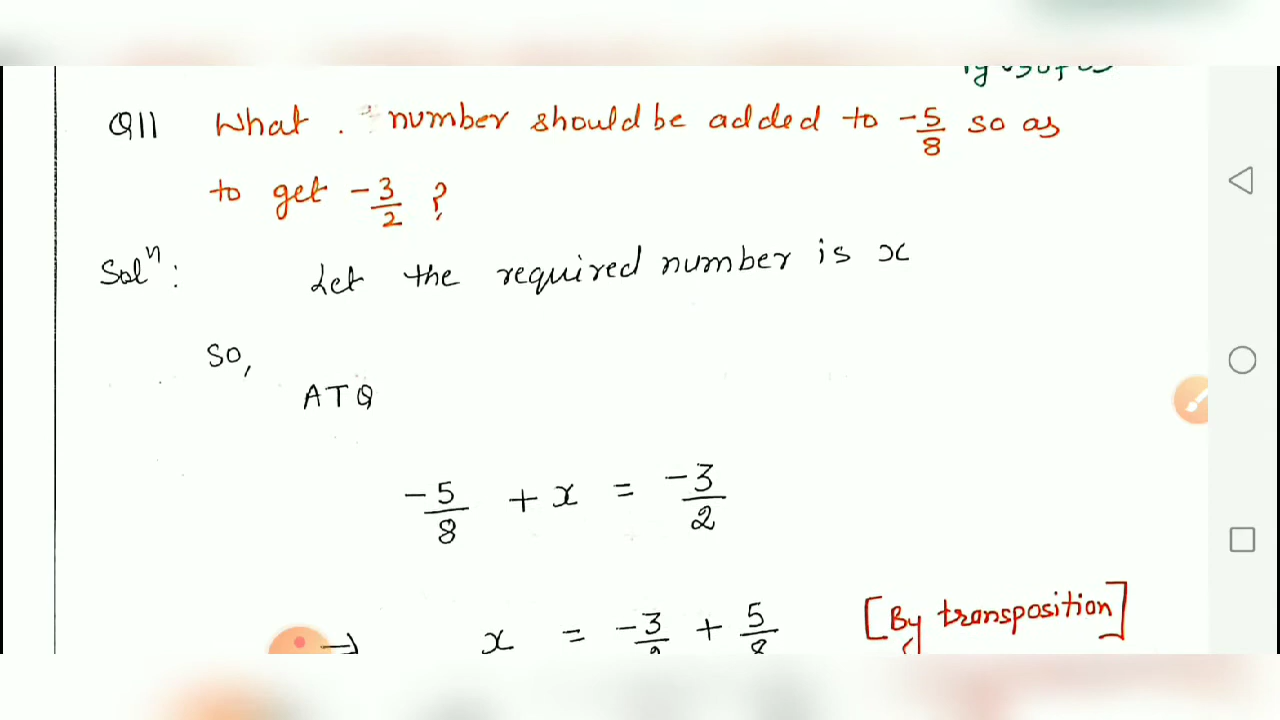 Q11 What . number should be added to -5/8 so as
to get -3/2 ?
Solⁿ: Let the required number is x
So,
ATQ
-5/8 + x = -3/2
→ x = -3/2 + 5/8 [By transposition]